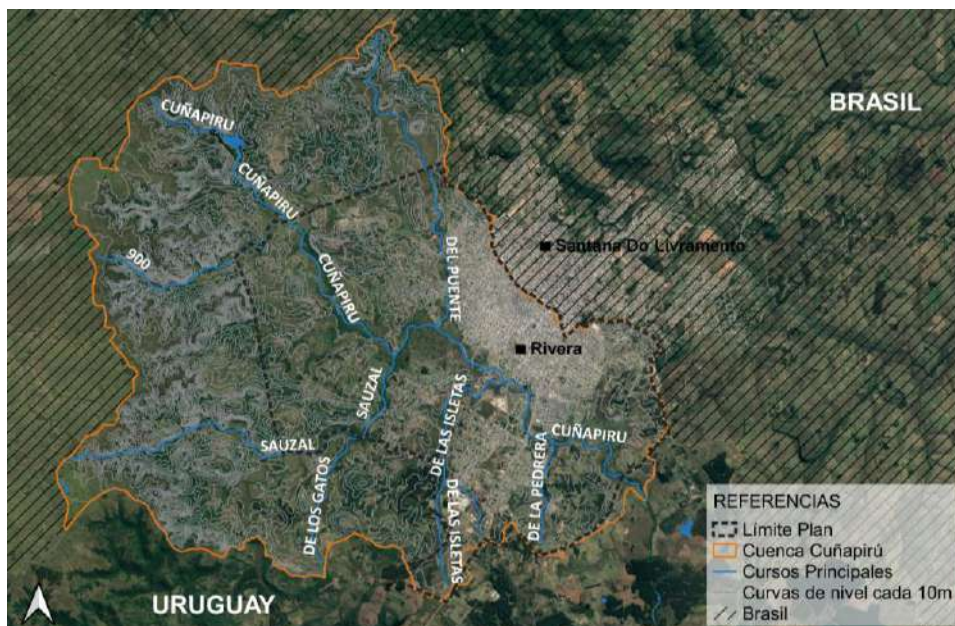 BRASIL
CUÑAPIRU
CUÑAPIRU
900
CUÑAPIRU
DEL PUENTE
Santana Do Livramento
Rivera
SAUZAL
SAUZAL
DE LOS GATOS
DE LAS ISLETAS
DE LAS ISLETAS
DE LA PEDRERA
CUÑAPIRU
URUGUAY
REFERENCIAS
Límite Plan
Cuenca Cuñapirú
Cursos Principales
Curvas de nivel cada 10m
Brasil